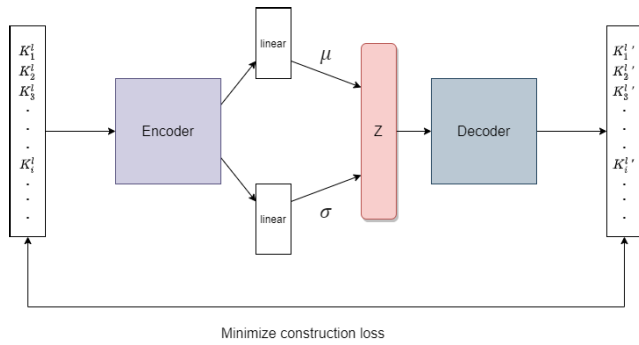 K_1^l
K_2^l
K_3^l
.
.
.
K_i^l
.
.
.
Encoder
linear
μ
linear
σ
Z
Decoder
K_1^l '
K_2^l '
K_3^l '
.
.
.
K_i^l '
.
.
.
Minimize construction loss